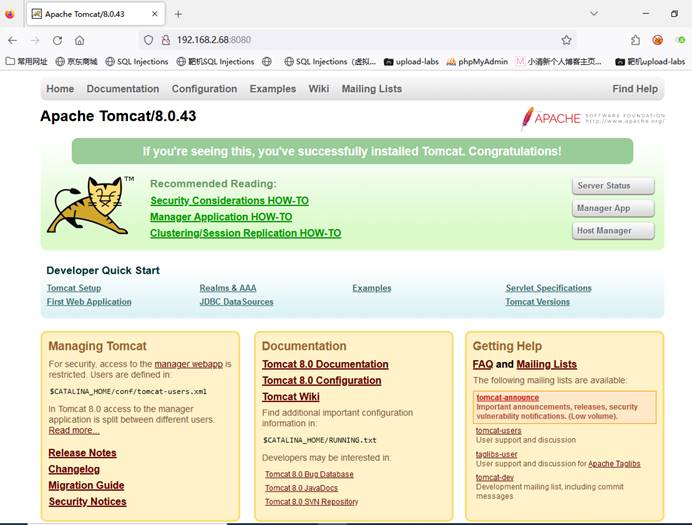 Apache Tomcat/8.0.43
192.168.2.68:8080
常用网址 京东商城 SQL Injections 靶机SQL Injections SQL Injections (虚拟... upload-labs phpMyAdmin 小清新个人博客主页... 靶机upload-labs
Home Documentation Configuration Examples Wiki Mailing Lists Find Help
Apache Tomcat/8.0.43
APACHE SOFTWARE FOUNDATION
http://www.apache.org/
If you're seeing this, you've successfully installed Tomcat. Congratulations!
TM
Recommended Reading:
Security Considerations HOW-TO
Manager Application HOW-TO
Clustering/Session Replication HOW-TO
Server Status
Manager App
Host Manager
Developer Quick Start
Tomcat Setup Realms & AAA Examples Servlet Specifications
First Web Application JDBC DataSources Tomcat Versions
Managing Tomcat
For security, access to the manager webapp is
restricted. Users are defined in:
$CATALINA_HOME/conf/tomcat-users.xml
In Tomcat 8.0 access to the manager
application is split between different users.
Read more...
Release Notes
Changelog
Migration Guide
Security Notices
Documentation
Tomcat 8.0 Documentation
Tomcat 8.0 Configuration
Tomcat Wiki
Find additional important configuration
information in:
$CATALINA_HOME/RUNNING.txt
Developers may be interested in:
Tomcat 8.0 Bug Database
Tomcat 8.0 JavaDocs
Tomcat 8.0 SVN Repository
Getting Help
FAQ and Mailing Lists
The following mailing lists are available:
tomcat-announce
Important announcements, releases, security
vulnerability notifications. (Low volume).
tomcat-users
User support and discussion
taglibs-user
User support and discussion for Apache Taglibs
tomcat-dev
Development mailing list, including commit
messages